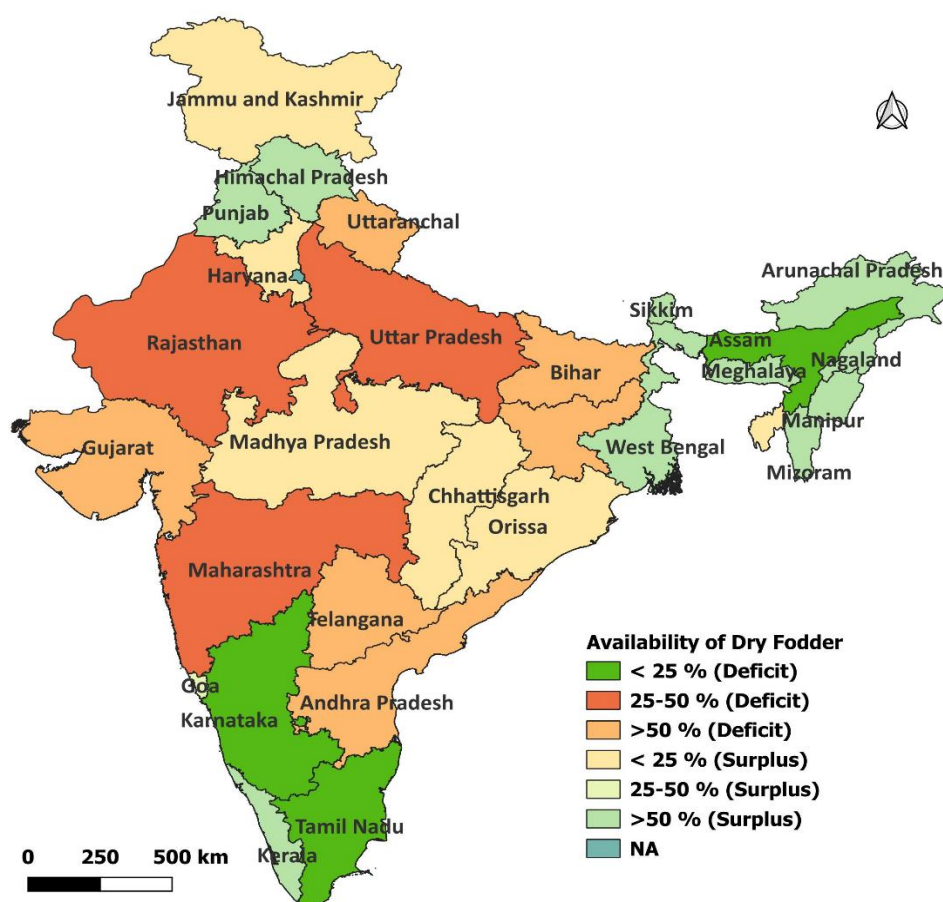 Jammu and Kashmir
Himachal Pradesh
Punjab
Uttaranchal
Haryana
Arunachal Pradesh
Sikkim
Rajasthan
Uttar Pradesh
Assam
Nagaland
Bihar
Meghalaya
Manipur
Gujarat
Madhya Pradesh
West Bengal
Mizoram
Chhattisgarh
Orissa
Maharashtra
Telangana
Goa
Andhra Pradesh
Karnataka
Tamil Nadu
Kerala
Availability of Dry Fodder
< 25 % (Deficit)
25-50 % (Deficit)
>50 % (Deficit)
< 25 % (Surplus)
25-50 % (Surplus)
>50 % (Surplus)
NA
0 250 500 km